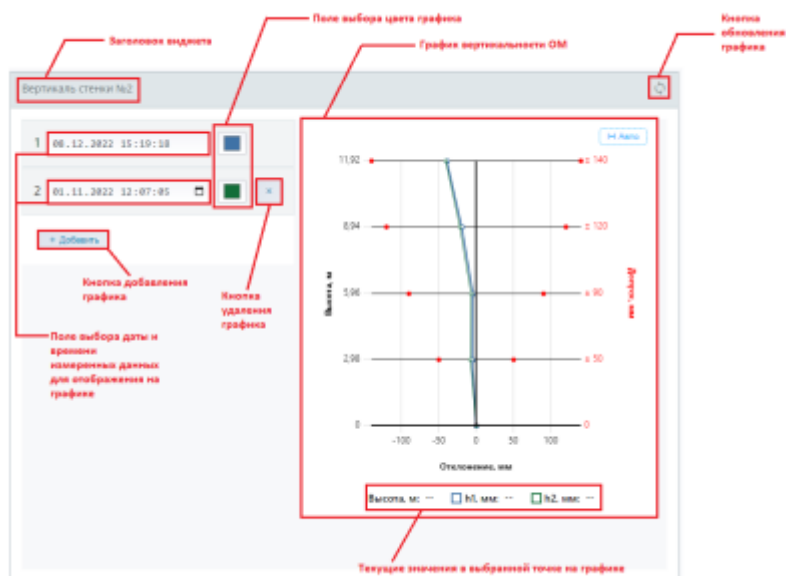 Поле выбора цвета графика
Кнопка
обновления
графика
Заголовок виджета
График вертикальности ОМ
Вертикаль стенки №2
1 08.12.2022 15:19:18
2 01.11.2022 12:07:05 ×
+ Добавить
Кнопка добавления
графика
Кнопка
удаления
графика
Поле выбора даты и
времени
измеренных данных
для отображения на
графике
Авто
11,92
± 140
8,94
± 120
5,96
± 90
2,98
± 50
0
0
Высота, м
Допуск, мм
-100 -50 0 50 100
Отклонение, мм
Высота, м: -- h1, мм: -- h2, мм: --
Текущие значения в выбранной точке на графике